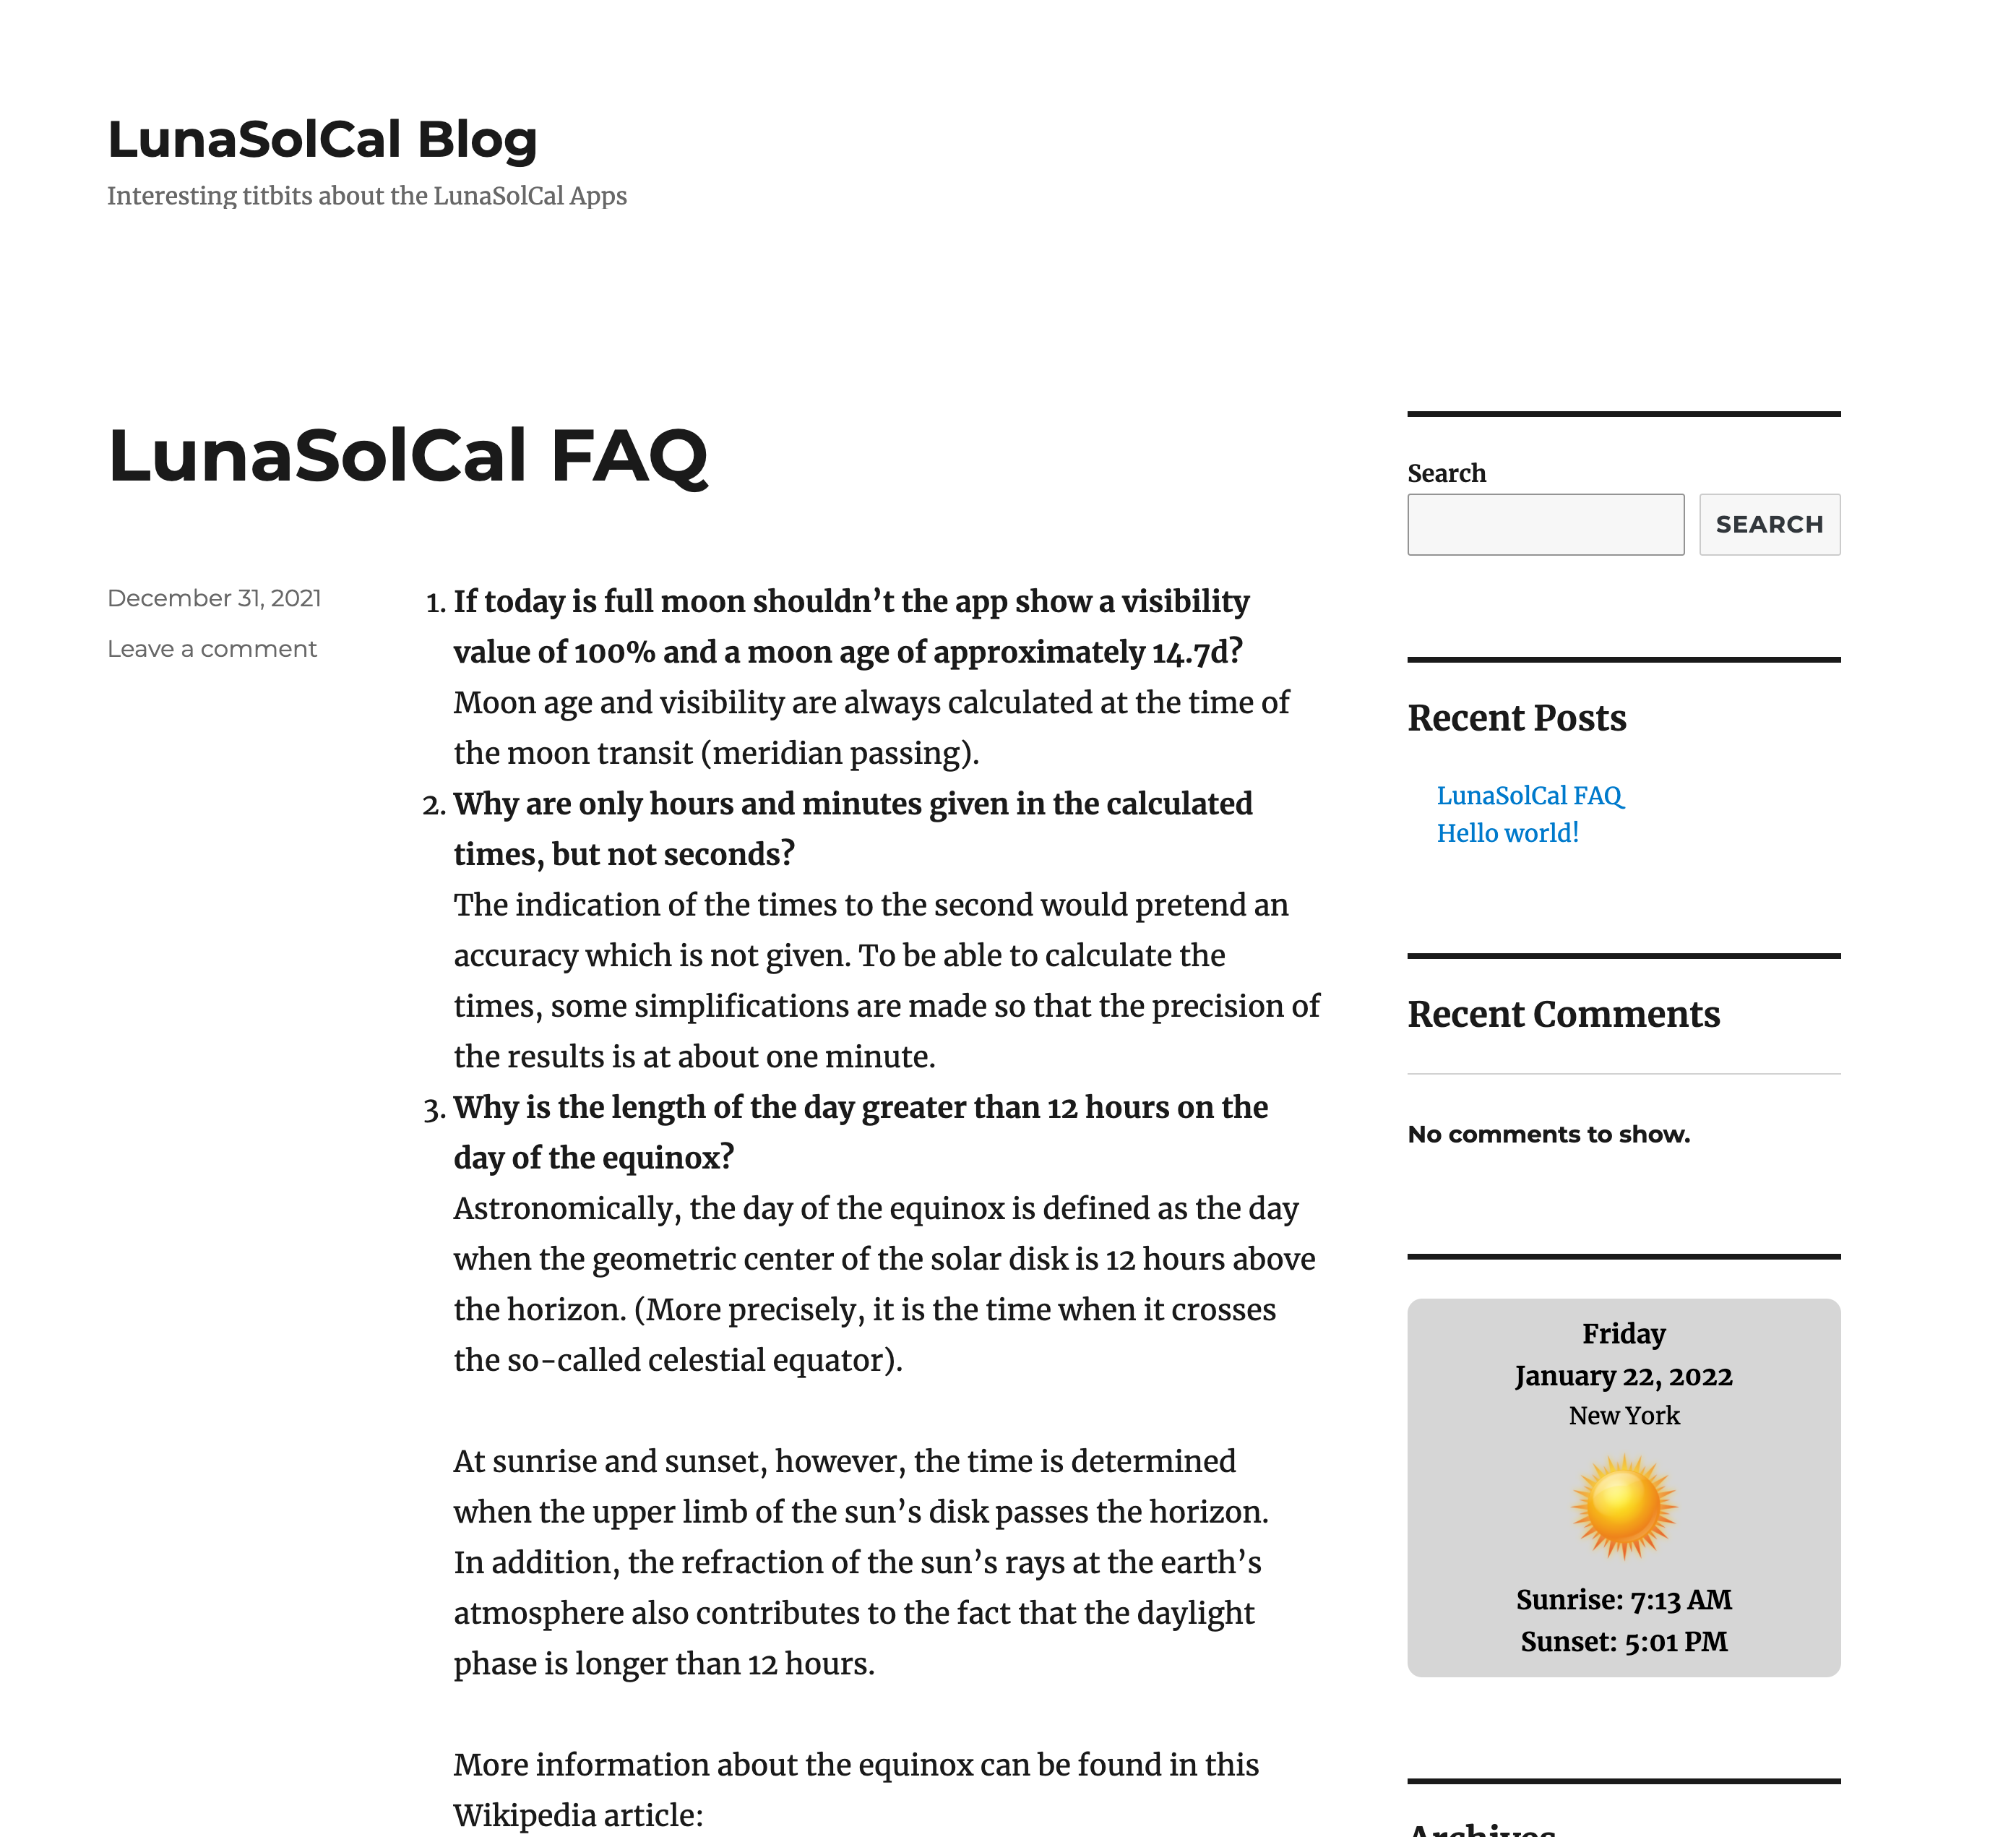 LunaSolCal Blog
Interesting titbits about the LunaSolCal Apps
LunaSolCal FAQ
December 31, 2021
Leave a comment
1. If today is full moon shouldn’t the app show a visibility
value of 100% and a moon age of approximately 14.7d?
Moon age and visibility are always calculated at the time of
the moon transit (meridian passing).
2. Why are only hours and minutes given in the calculated
times, but not seconds?
The indication of the times to the second would pretend an
accuracy which is not given. To be able to calculate the
times, some simplifications are made so that the precision of
the results is at about one minute.
3. Why is the length of the day greater than 12 hours on the
day of the equinox?
Astronomically, the day of the equinox is defined as the day
when the geometric center of the solar disk is 12 hours above
the horizon. (More precisely, it is the time when it crosses
the so-called celestial equator).
At sunrise and sunset, however, the time is determined
when the upper limb of the sun’s disk passes the horizon.
In addition, the refraction of the sun’s rays at the earth’s
atmosphere also contributes to the fact that the daylight
phase is longer than 12 hours.
More information about the equinox can be found in this
Wikipedia article:
Search
SEARCH
Recent Posts
LunaSolCal FAQ
Hello world!
Recent Comments
No comments to show.
Friday
January 22, 2022
New York
Sunrise: 7:13 AM
Sunset: 5:01 PM
Archives